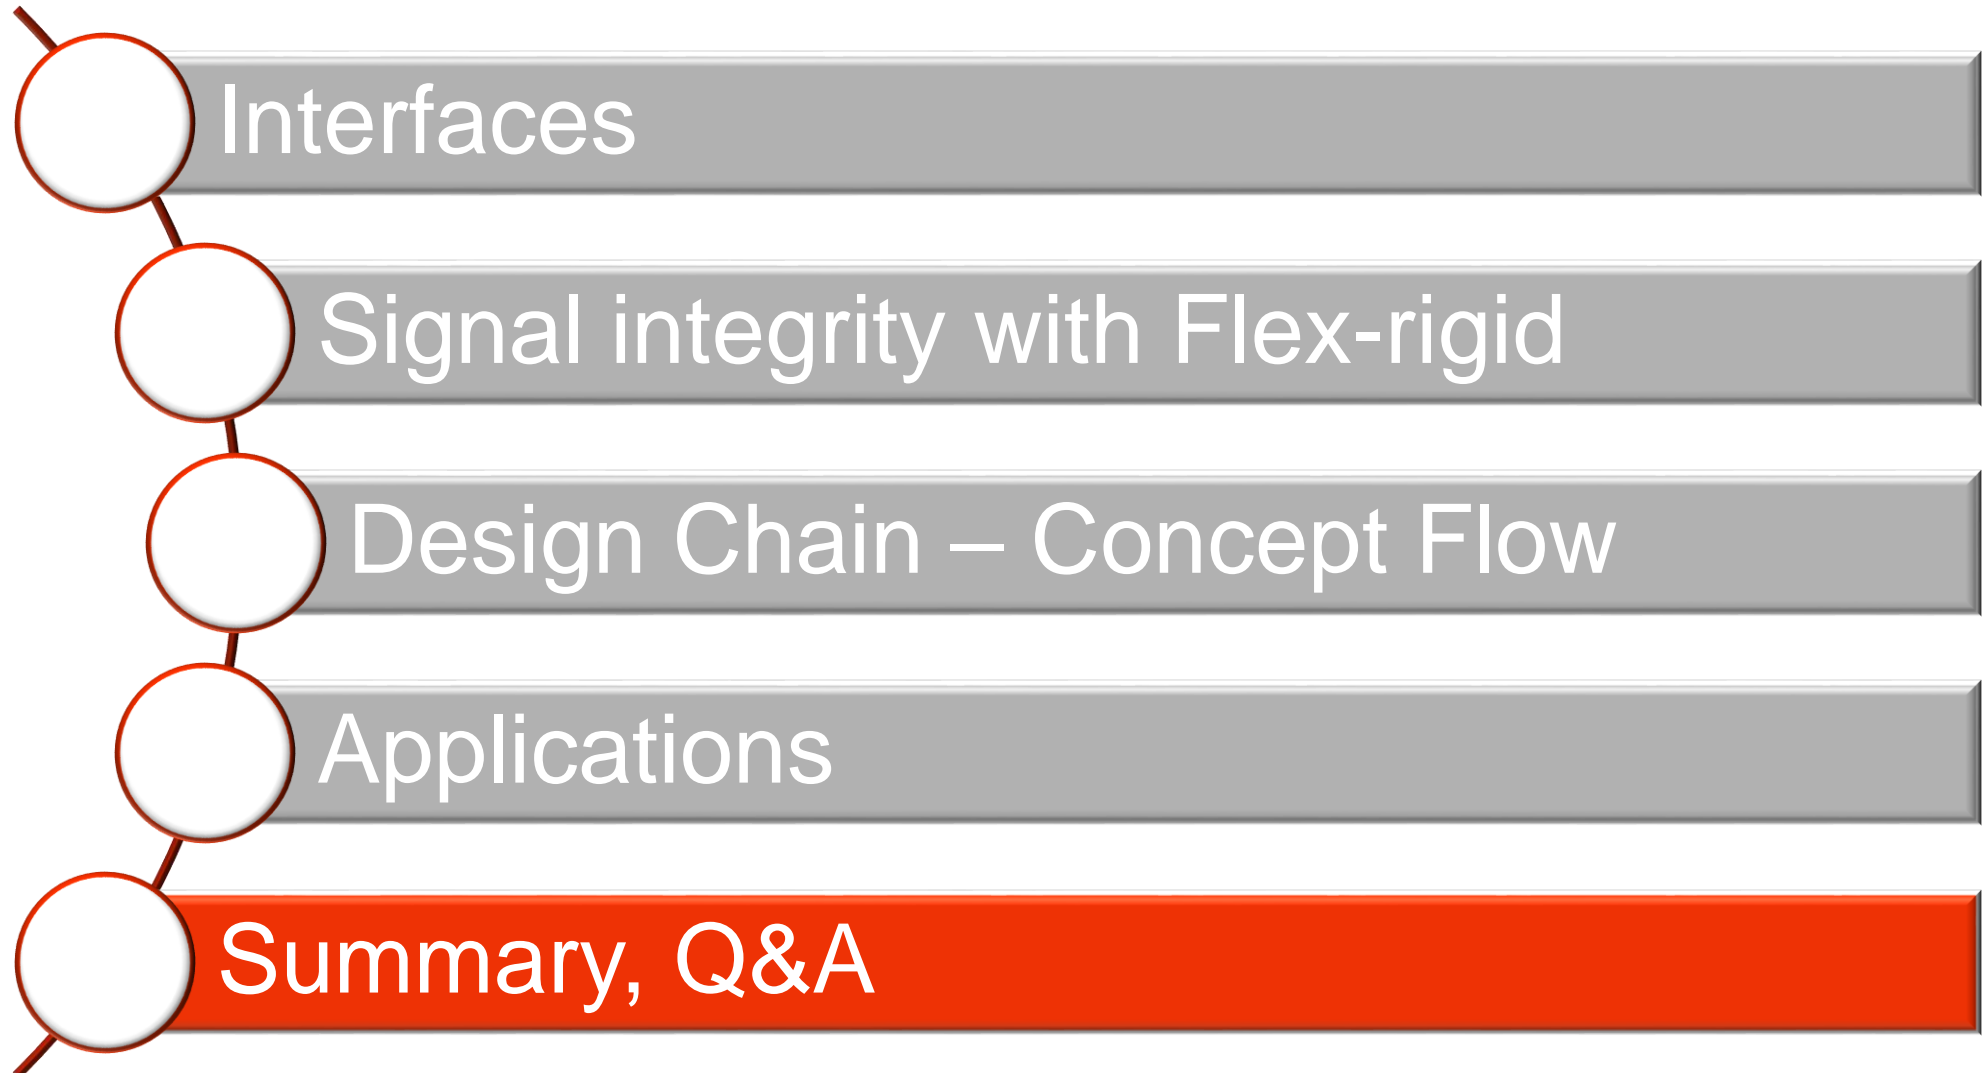 Interfaces
Signal integrity with Flex-rigid
Design Chain – Concept Flow
Applications
Summary, Q&A